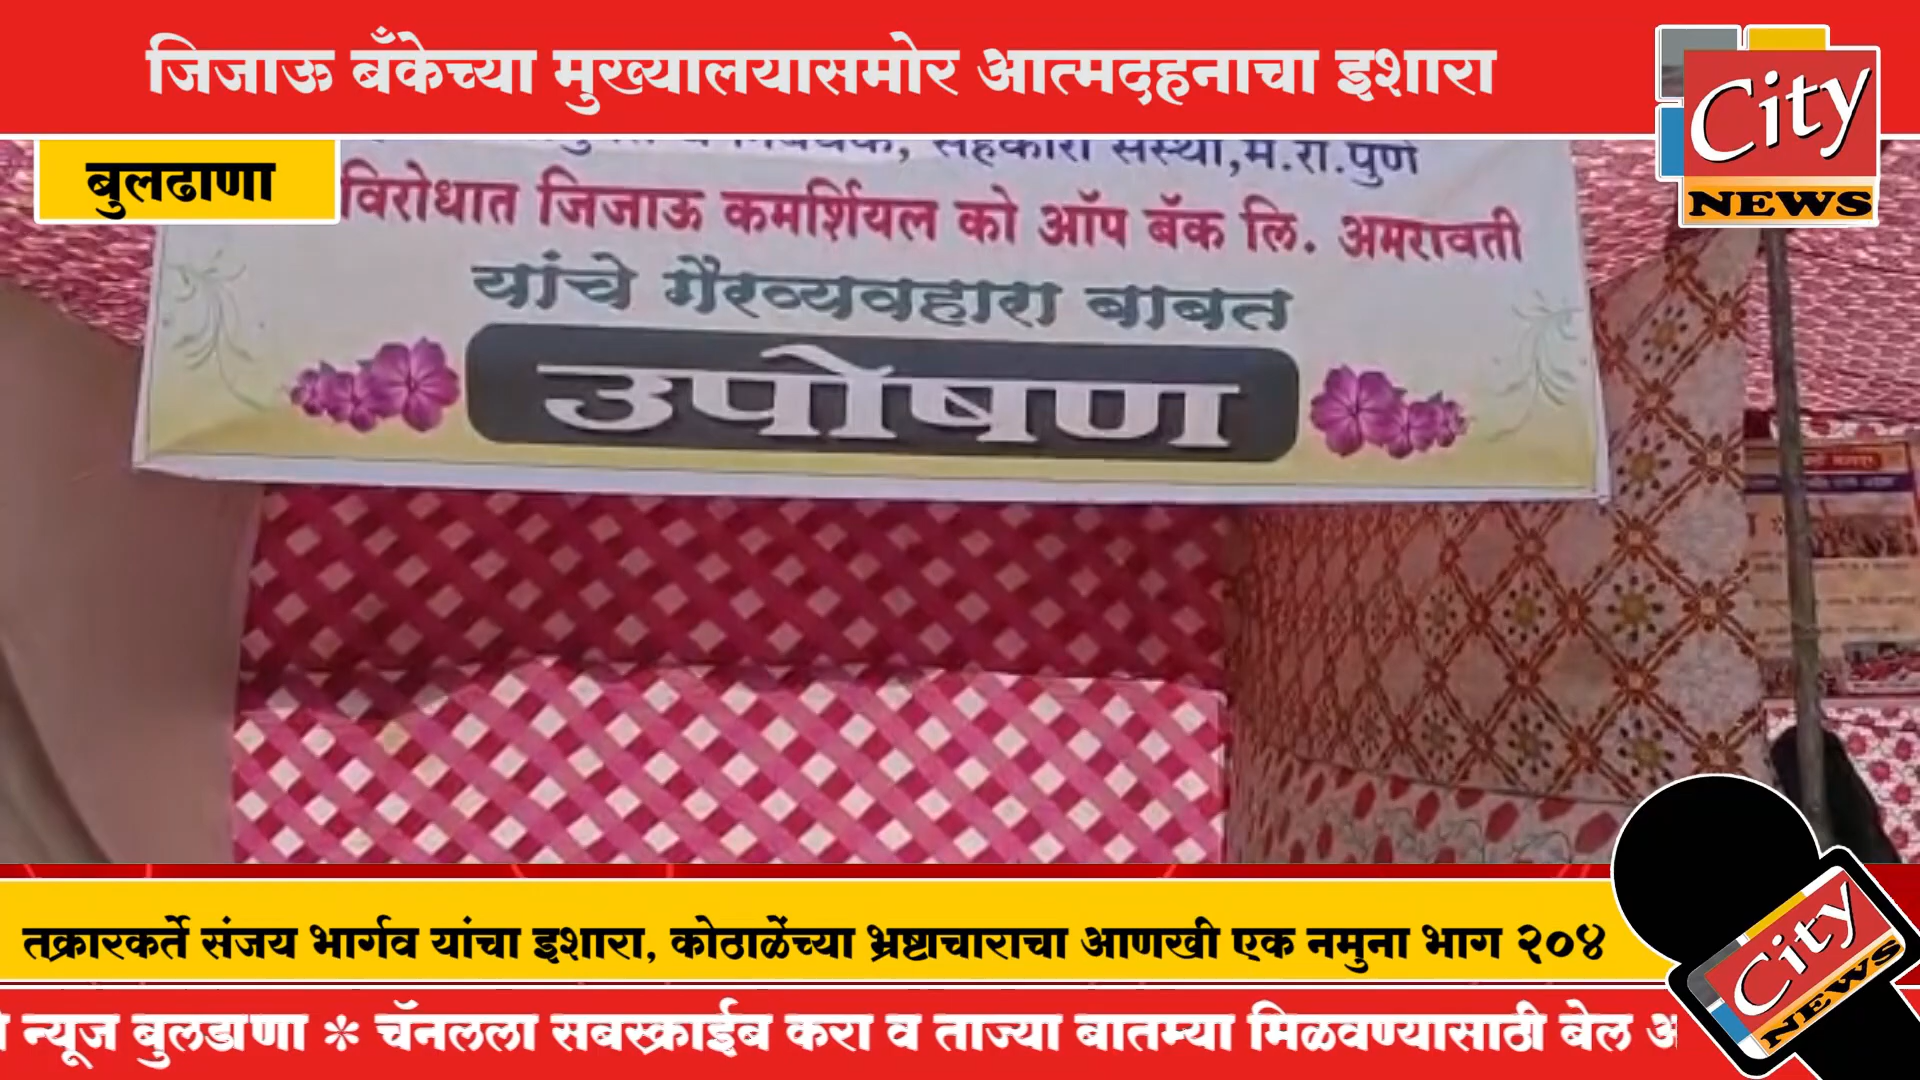 जिजाऊ बँकेच्या मुख्यालयासमोर आत्मदहनाचा इशारा
City
NEWS
बुलढाणा
सहकारी संस्था,म.रा.पुणे
विरोधात जिजाऊ कमर्शियल को ऑप बॅक लि. अमरावती
यांचे गैरव्यवहारा बाबत
उपोषण
तक्रारकर्ते संजय भार्गव यांचा इशारा, कोठाळेंच्या भ्रष्टाचाराचा आणखी एक नमुना भाग २०४
City
NEWS
न्यूज बुलडाणा * चॅनलला सबस्क्राईब करा व ताज्या बातम्या मिळवण्यासाठी बेल